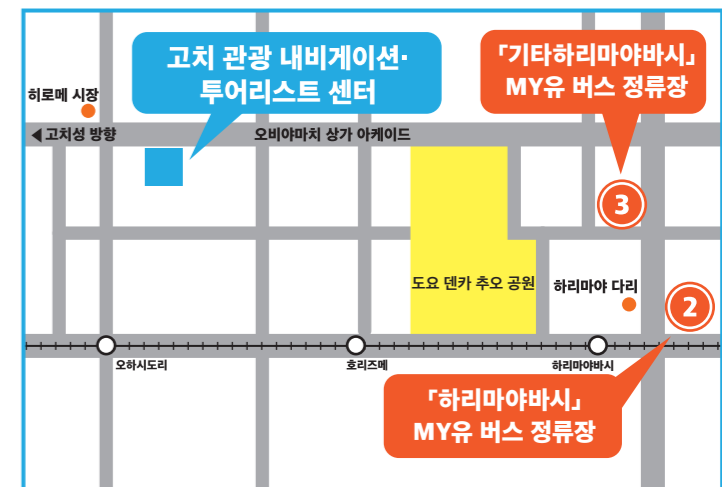 고치 관광 내비게이션·
투어리스트 센터
「기타하리마야바시」
MY유 버스 정류장
히로메 시장
◀고치성 방향
오비야마치 상가 아케이드
3
도요 덴카 추오 공원
하리마야 다리
2
오하시도리
호리즈메
하리마야바시
「하리마야바시」
MY유 버스 정류장